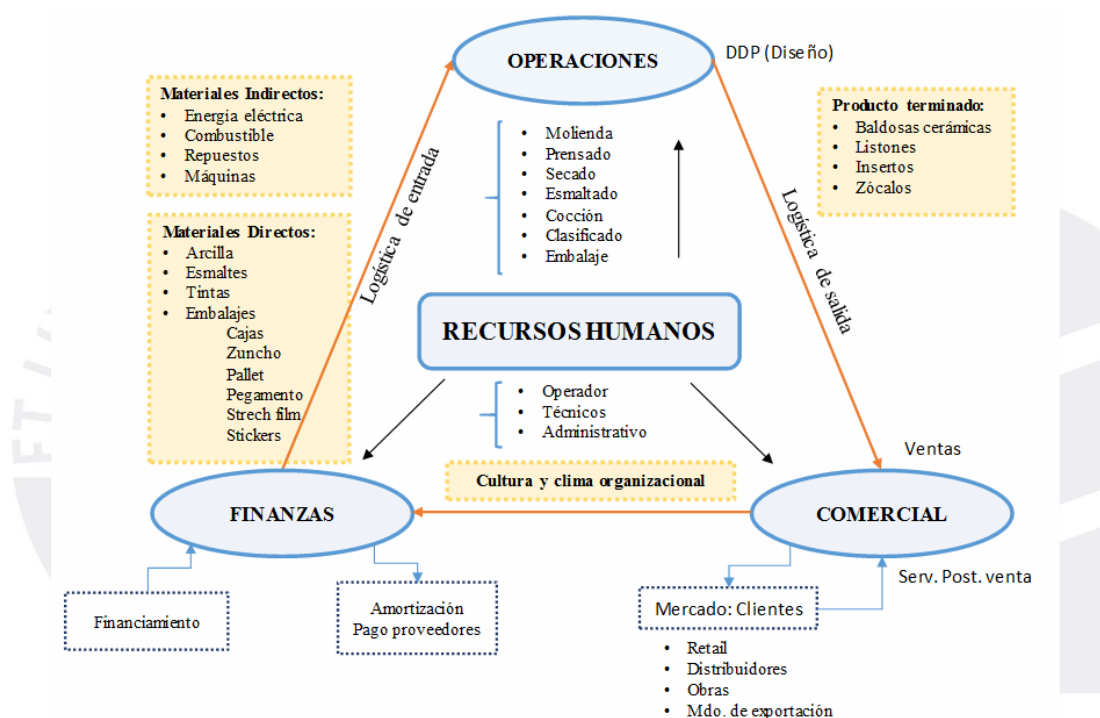 OPERACIONES
DDP (Diseño)
Materiales Indirectos:
• Energía eléctrica
• Combustible
• Repuestos
• Máquinas
Producto terminado:
• Baldosas cerámicas
• Listones
• Insertos
• Zócalos
• Molienda
• Prensado
• Secado
• Esmaltado
• Cocción
• Clasificado
• Embalaje
Logística de entrada
Logística de salida
Materiales Directos:
• Arcilla
• Esmaltes
• Tintas
• Embalajes
Cajas
Zuncho
Pallet
Pegamento
Strech film
Stickers
RECURSOS HUMANOS
• Operador
• Técnicos
• Administrativo
Ventas
Cultura y clima organizacional
FINANZAS
COMERCIAL
Serv. Post. venta
Financiamiento
Amortización
Pago proveedores
Mercado: Clientes
• Retail
• Distribuidores
• Obras
• Mdo. de exportación